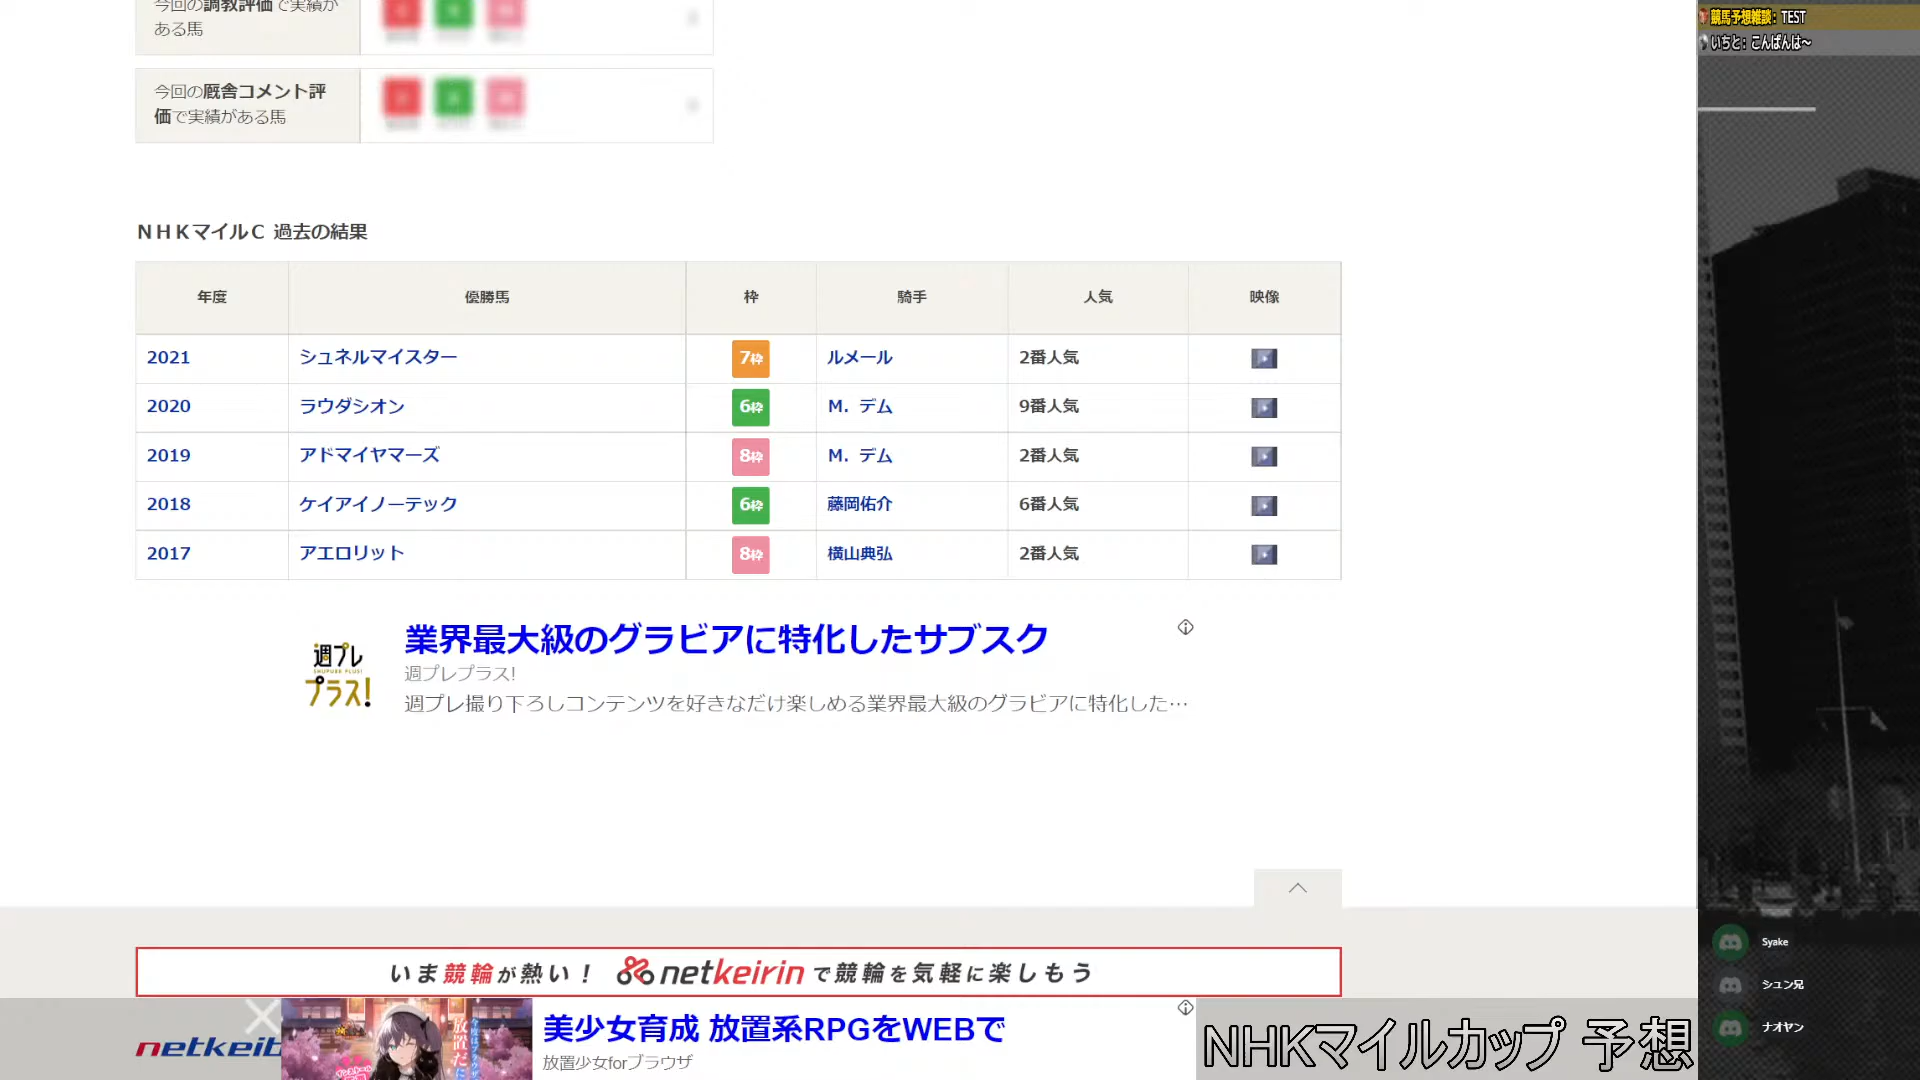 今回の調教評価で実績が
ある馬
今回の厩舎コメント評
価で実績がある馬
NHKマイルC 過去の結果
年度 優勝馬 枠 騎手 人気 映像
2021 シュネルマイスター 7枠 ルメール 2番人気
2020 ラウダシオン 6枠 M. デム 9番人気
2019 アドマイヤマーズ 8枠 M. デム 2番人気
2018 ケイアイノーテック 6枠 藤岡佑介 6番人気
2017 アエロリット 8枠 横山典弘 2番人気
週プレ
SHUPURE PLUS!
プラス!
業界最大級のグラビアに特化したサブスク
週プレプラス!
週プレ撮り下ろしコンテンツを好きなだけ楽しめる業界最大級のグラビアに特化した…
いま競輪が熱い! netkeirinで競輪を気軽に楽しもう
netkeib
美少女育成 放置系RPGをWEBで
放置少女forブラウザ
NHKマイルカップ 予想
競馬予想雑談: TEST
いちと: こんばんは~
Syake
シュン兄
ナオヤン